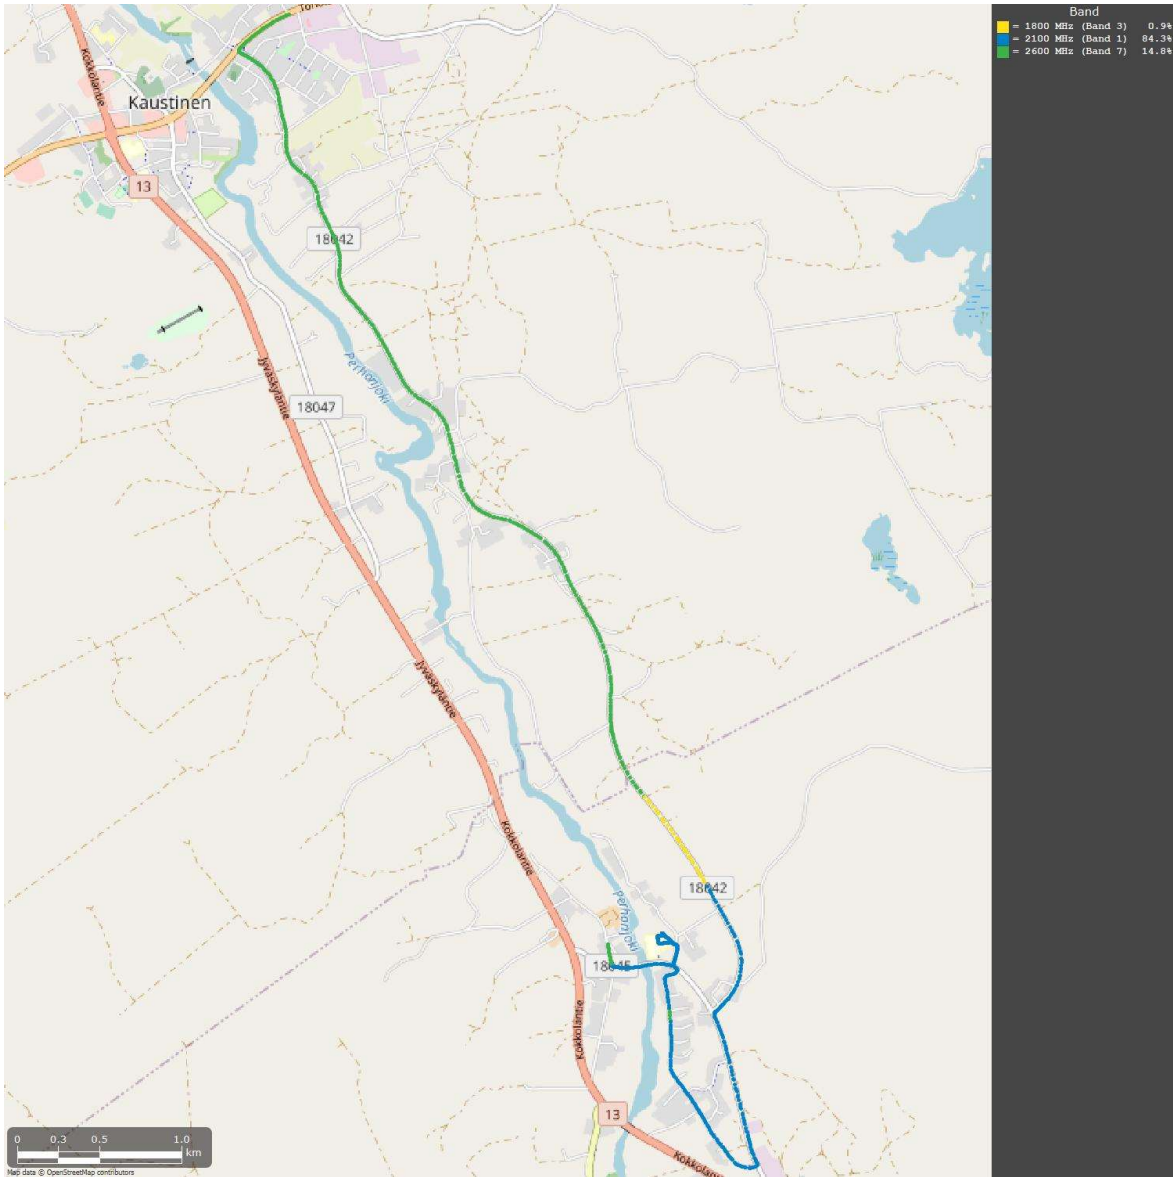 Band
= 1800 MHz (Band 3) 0.9%
= 2100 MHz (Band 1) 84.3%
= 2600 MHz (Band 7) 14.8%
Kokkolantie
Kaustinen
13
18042
Perhonjoki
Jyväskyläntie
18047
Jyväskyläntie
Kokkolantie
18042
Perhonjoki
18045
Kokkolantie
13
0 0.3 0.5 1.0
km
Map data © OpenStreetMap contributors